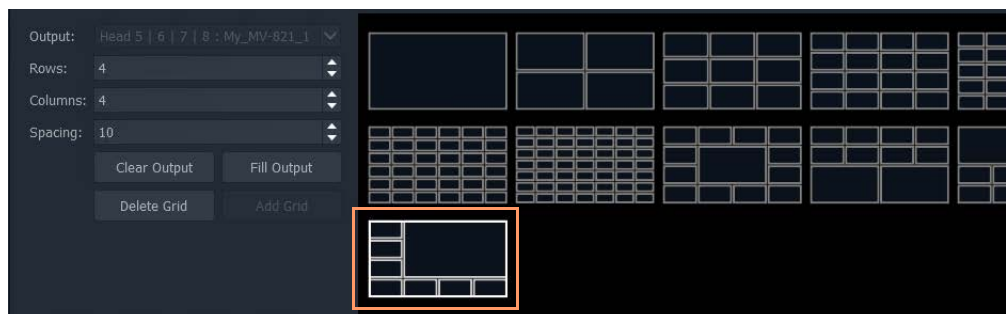 Output: Head 5 | 6 | 7 | 8 : My_MV-821_1
Rows: 4
Columns: 4
Spacing: 10
Clear Output Fill Output
Delete Grid Add Grid